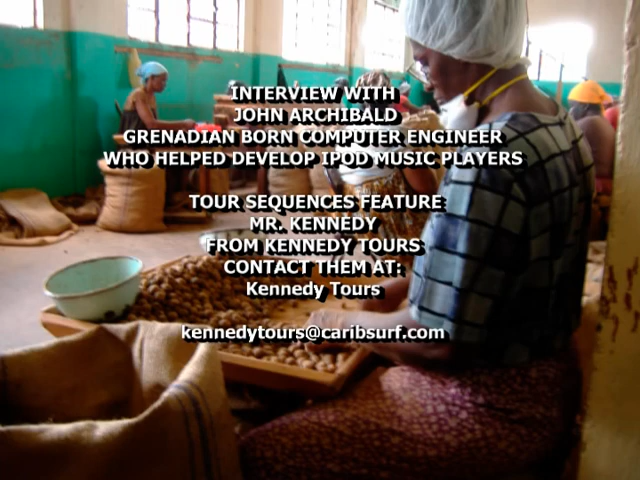 INTERVIEW WITH
JOHN ARCHIBALD
GRENADIAN BORN COMPUTER ENGINEER
WHO HELPED DEVELOP IPOD MUSIC PLAYERS
TOUR SEQUENCES FEATURE
MR. KENNEDY
FROM KENNEDY TOURS
CONTACT THEM AT:
Kennedy Tours
kennedytours@caribsurf.com